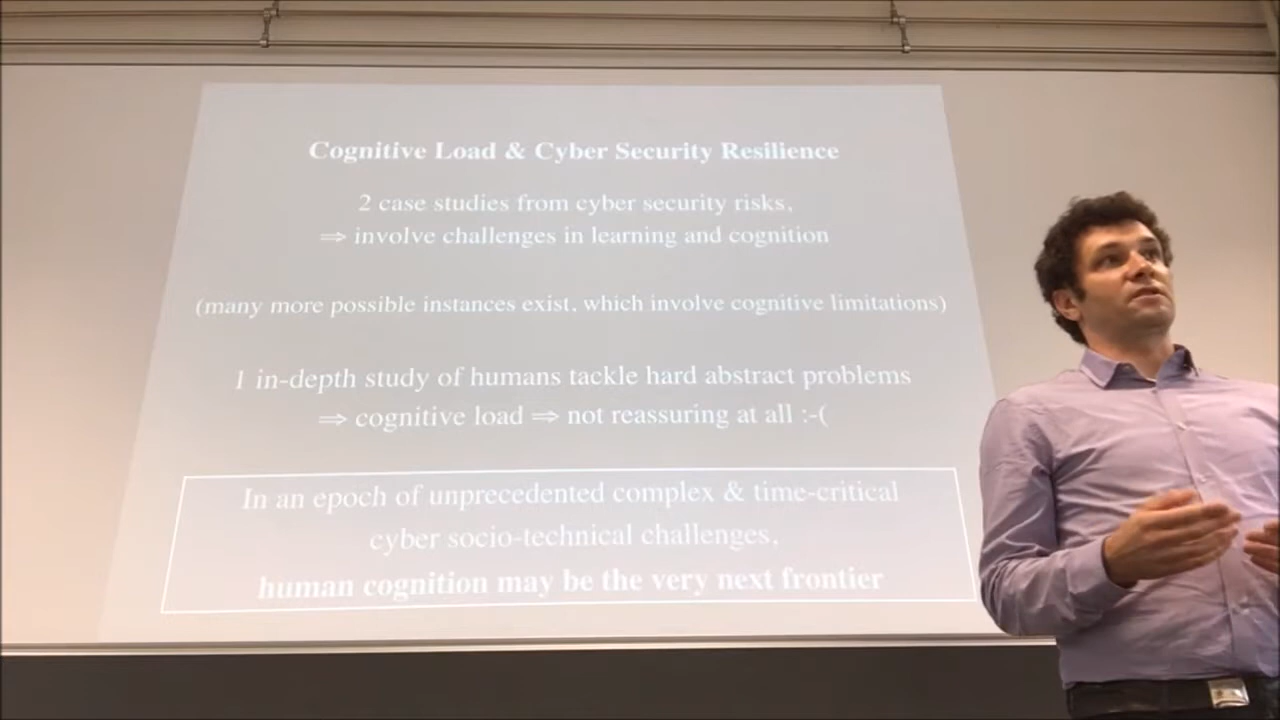 Cognitive Load & Cyber Security Resilience
2 case studies from cyber security risks,
⇒ involve challenges in learning and cognition
(many more possible instances exist, which involve cognitive limitations)
1 in-depth study of humans tackle hard abstract problems
⇒ cognitive load ⇒ not reassuring at all :-(
In an epoch of unprecedented complex & time-critical
cyber socio-technical challenges,
human cognition may be the very next frontier